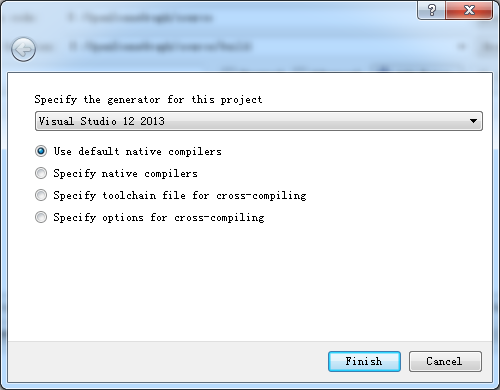 ?
Specify the generator for this project
Visual Studio 12 2013
Use default native compilers
Specify native compilers
Specify toolchain file for cross-compiling
Specify options for cross-compiling
Finish
Cancel